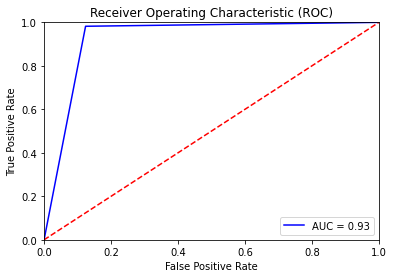 Receiver Operating Characteristic (ROC)
1.0
0.8
0.6
0.4
0.2
0.0
True Positive Rate
AUC = 0.93
0.0 0.2 0.4 0.6 0.8 1.0
False Positive Rate